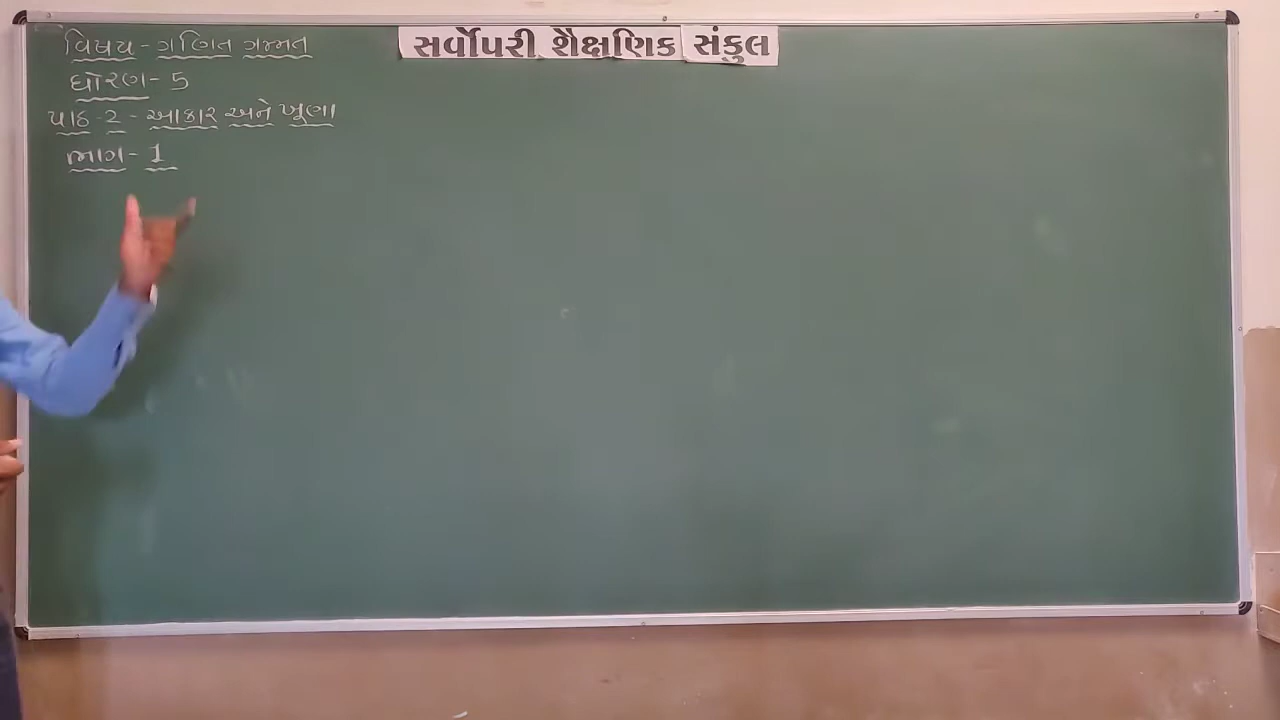 સર્વોપરી શૈક્ષણિક સંકુલ
વિષય - ગણિત ગમ્મત
ધોરણ - 5
પાઠ - 2 - આકાર અને ખૂણા
ભાગ - 1